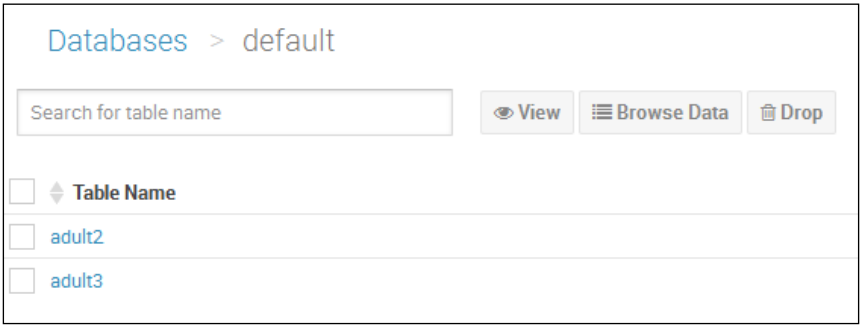 Databases > default
Search for table name View Browse Data Drop
Table Name
adult2
adult3